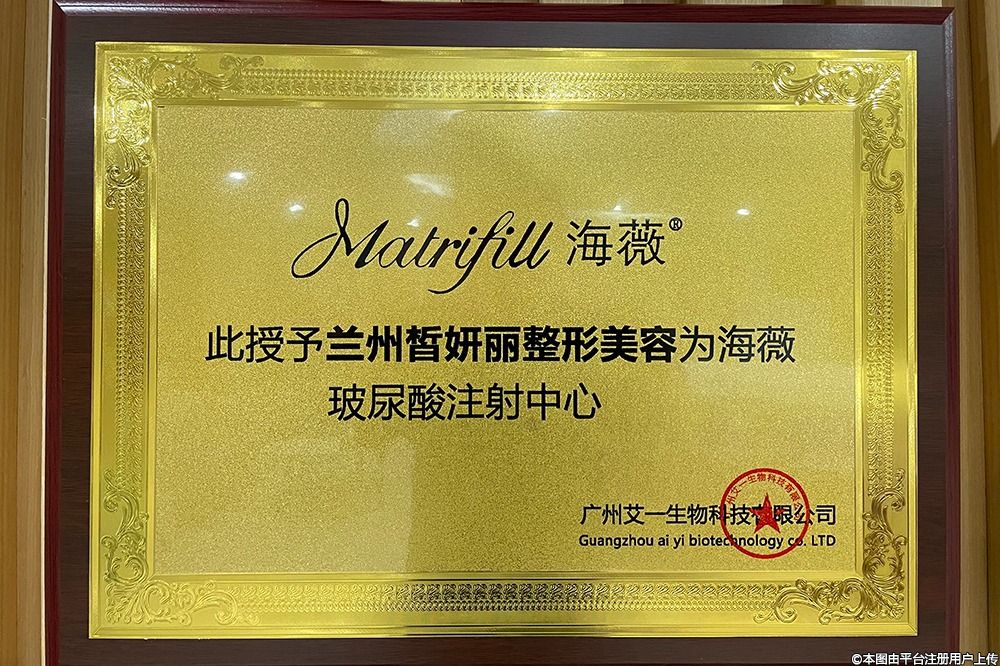 Matrifill 海薇®
此授予兰州皙妍丽整形美容为海薇
玻尿酸注射中心
广州艾一生物科技有限公司
Guangzhou ai yi biotechnology co. LTD
©本图由平台注册用户上传